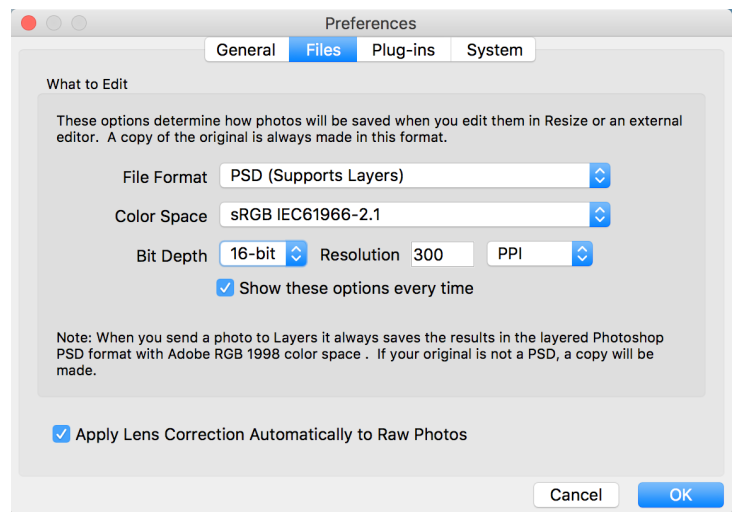 Preferences
General Files Plug-ins System
What to Edit
These options determine how photos will be saved when you edit them in Resize or an external
editor. A copy of the original is always made in this format.
File Format PSD (Supports Layers)
Color Space sRGB IEC61966-2.1
Bit Depth 16-bit Resolution 300 PPI
Show these options every time
Note: When you send a photo to Layers it always saves the results in the layered Photoshop
PSD format with Adobe RGB 1998 color space . If your original is not a PSD, a copy will be
made.
Apply Lens Correction Automatically to Raw Photos
Cancel OK